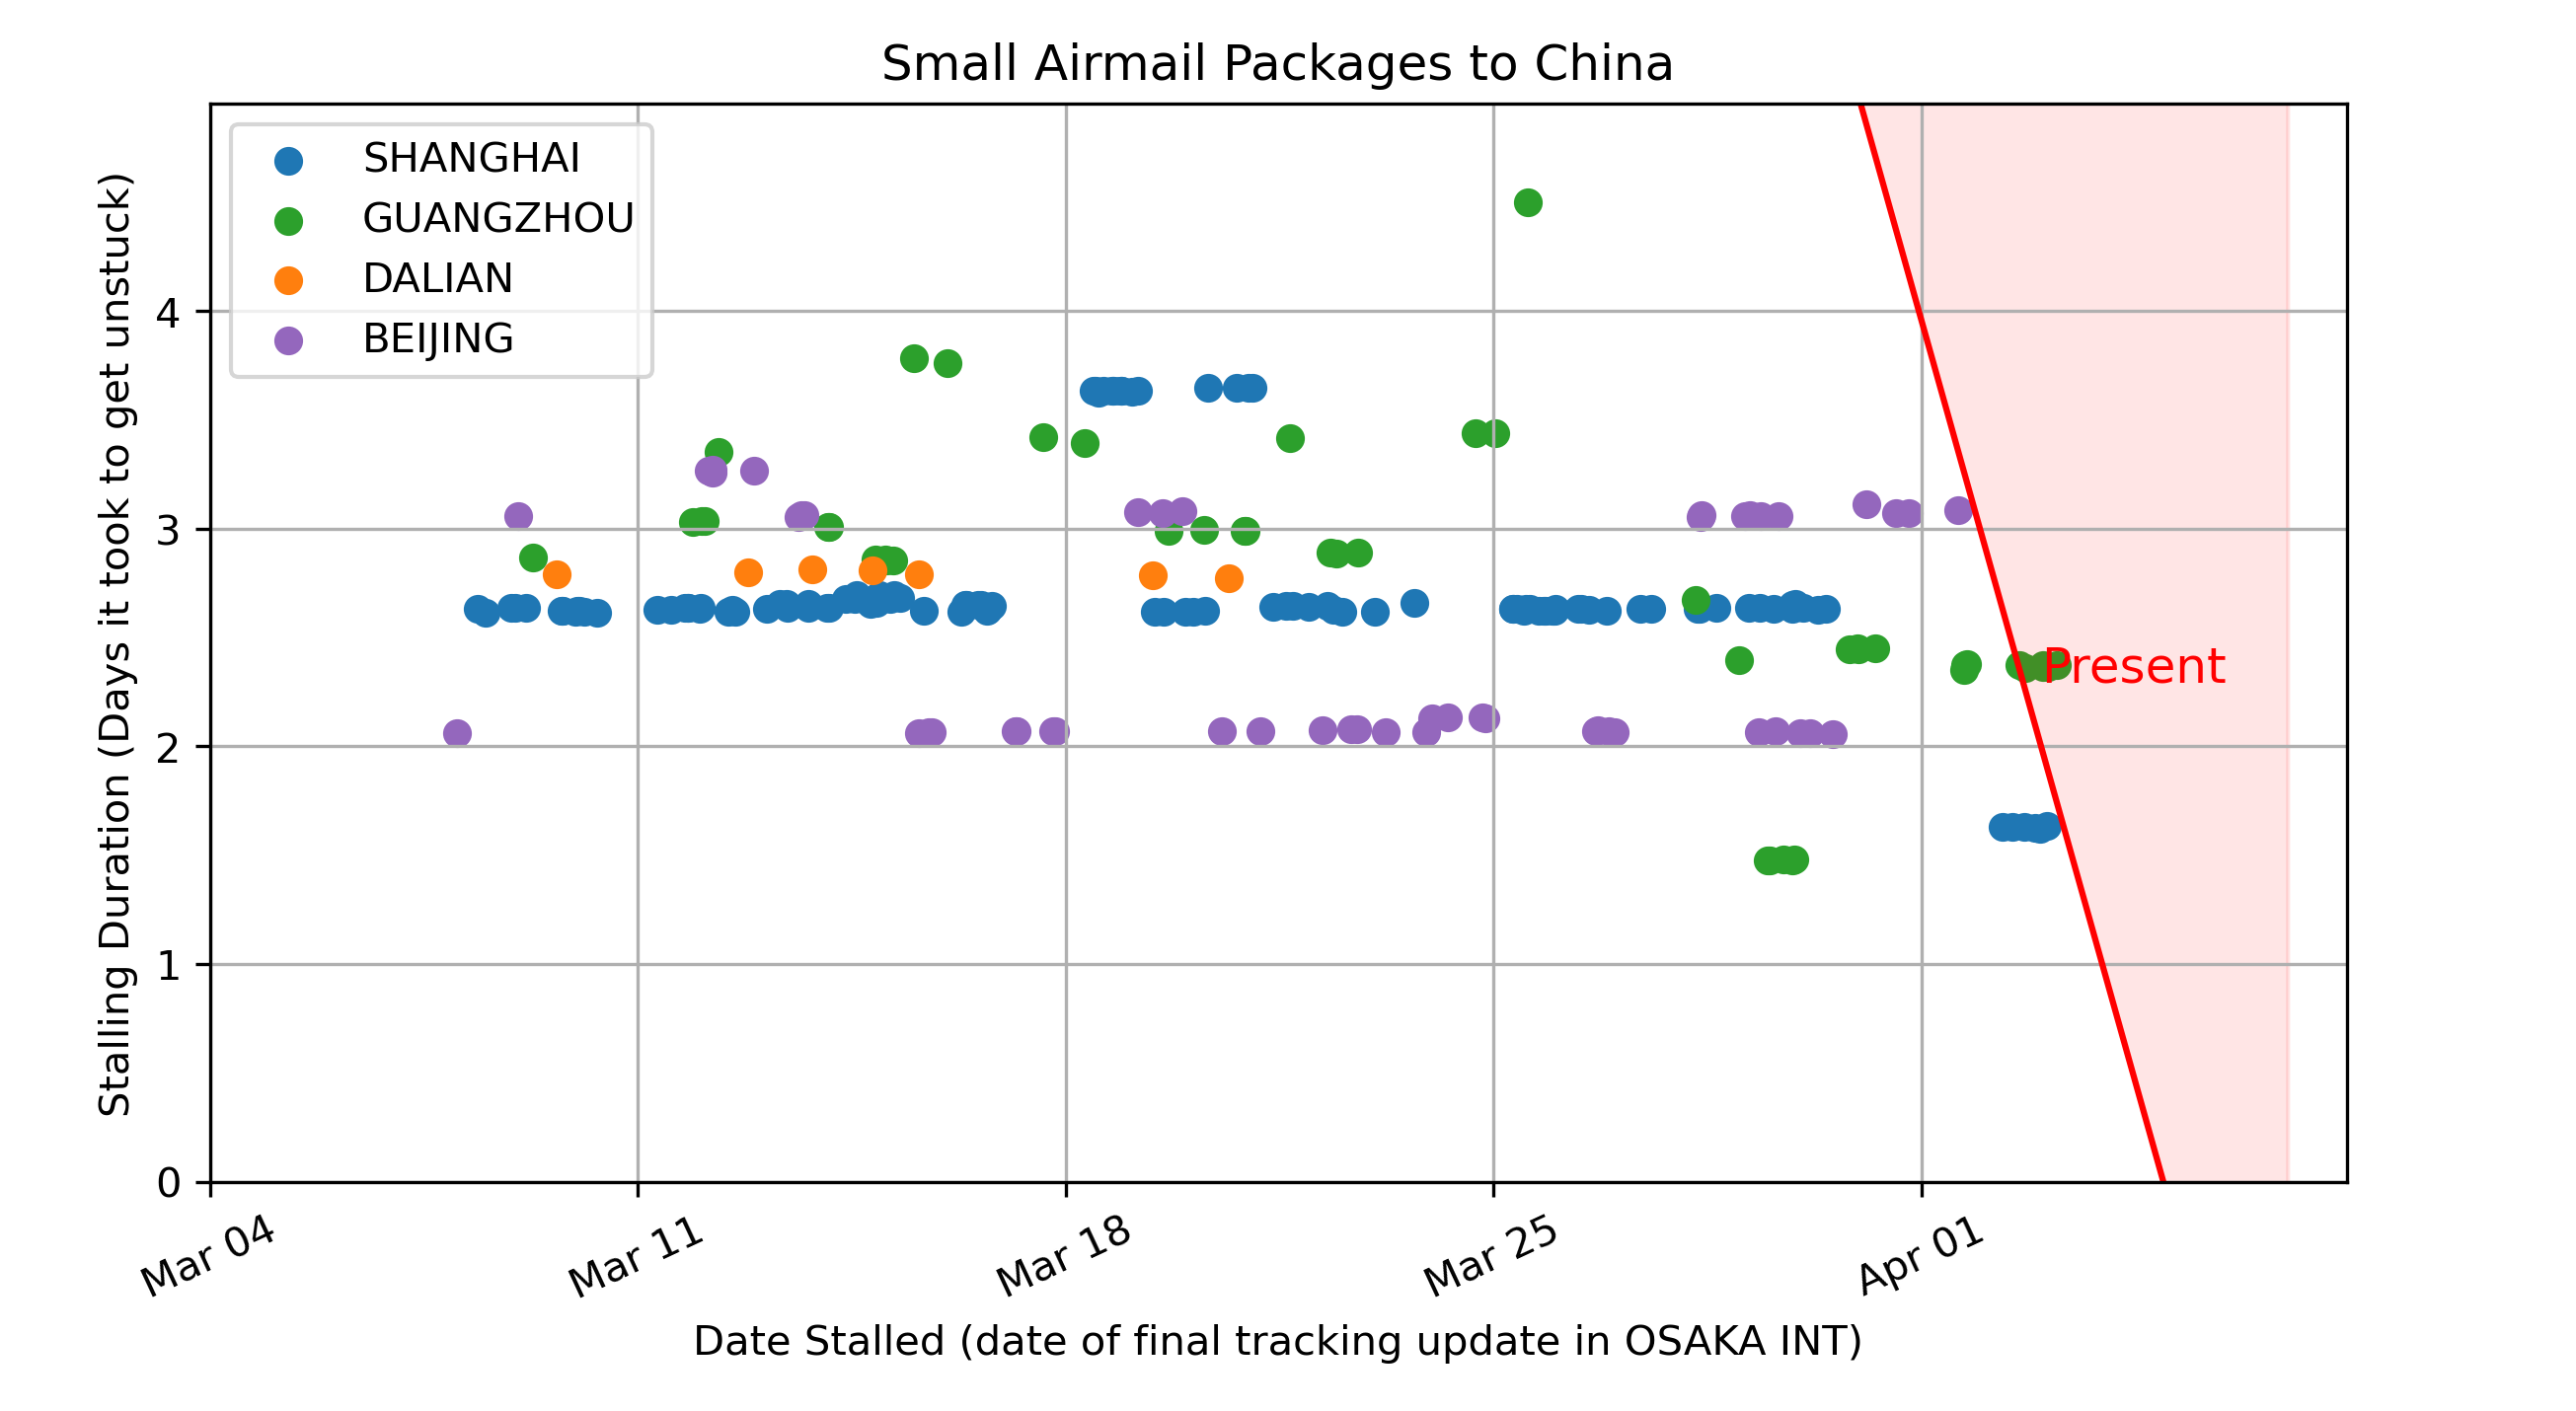 Small Airmail Packages to China
SHANGHAI
GUANGZHOU
DALIAN
BEIJING
Stalling Duration (Days it took to get unstuck)
4
3
2
1
0
Present
Mar 04
Mar 11
Mar 18
Mar 25
Apr 01
Date Stalled (date of final tracking update in OSAKA INT)